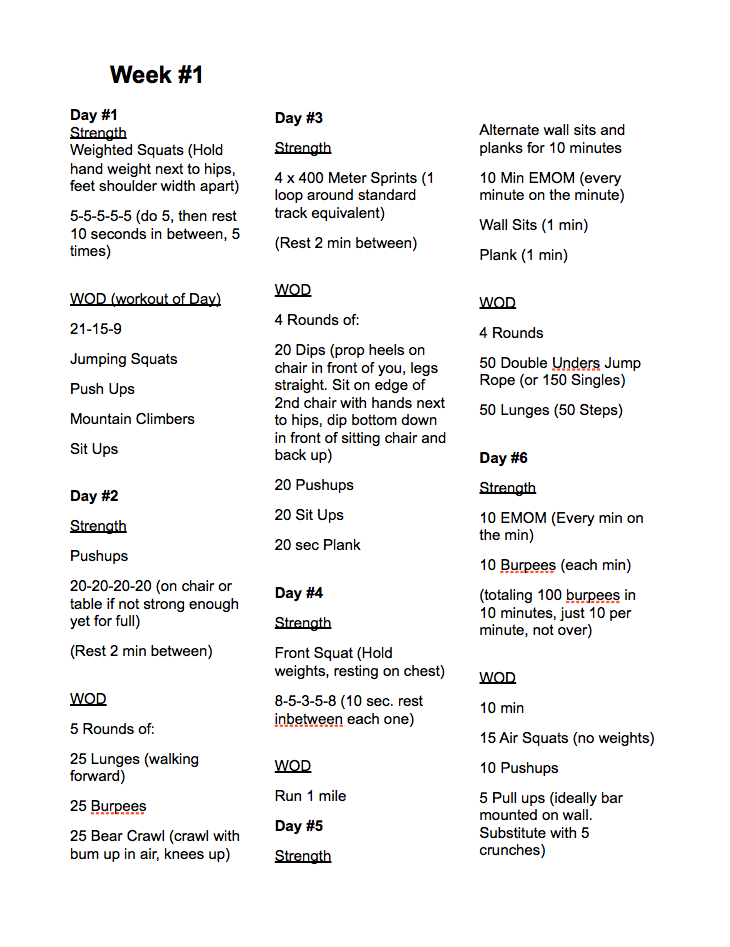 Week #1
Day #1
Strength
Weighted Squats (Hold
hand weight next to hips,
feet shoulder width apart)
5-5-5-5-5 (do 5, then rest
10 seconds in between, 5
times)
WOD (workout of Day)
21-15-9
Jumping Squats
Push Ups
Mountain Climbers
Sit Ups
Day #2
Strength
Pushups
20-20-20-20 (on chair or
table if not strong enough
yet for full)
(Rest 2 min between)
WOD
5 Rounds of:
25 Lunges (walking
forward)
25 Burpees
25 Bear Crawl (crawl with
bum up in air, knees up)
Day #3
Strength
4 x 400 Meter Sprints (1
loop around standard
track equivalent)
(Rest 2 min between)
WOD
4 Rounds of:
20 Dips (prop heels on
chair in front of you, legs
straight. Sit on edge of
2nd chair with hands next
to hips, dip bottom down
in front of sitting chair and
back up)
20 Pushups
20 Sit Ups
20 sec Plank
Day #4
Strength
Front Squat (Hold
weights, resting on chest)
8-5-3-5-8 (10 sec. rest
inbetween each one)
WOD
Run 1 mile
Day #5
Strength
Alternate wall sits and
planks for 10 minutes
10 Min EMOM (every
minute on the minute)
Wall Sits (1 min)
Plank (1 min)
WOD
4 Rounds
50 Double Unders Jump
Rope (or 150 Singles)
50 Lunges (50 Steps)
Day #6
Strength
10 EMOM (Every min on
the min)
10 Burpees (each min)
(totaling 100 burpees in
10 minutes, just 10 per
minute, not over)
WOD
10 min
15 Air Squats (no weights)
10 Pushups
5 Pull ups (ideally bar
mounted on wall.
Substitute with 5
crunches)